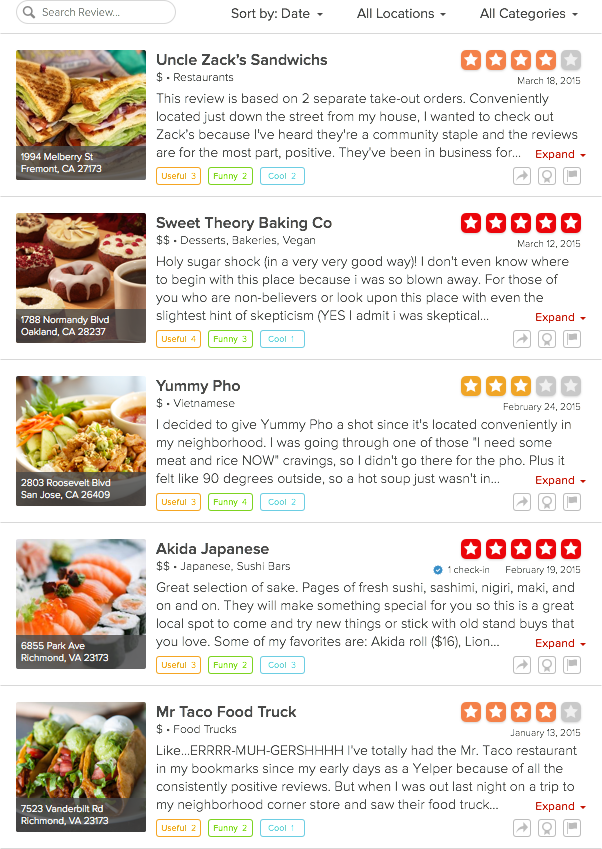 Search Review...
Sort by: Date
All Locations
All Categories
Uncle Zack's Sandwichs
$ • Restaurants
March 18, 2015
This review is based on 2 separate take-out orders. Conveniently
located just down the street from my house, I wanted to check out
Zack's because I've heard they're a community staple and the reviews
are for the most part, positive. They've been in business for...
Expand
1994 Melberry St
Fremont, CA 27173
Useful 3
Funny 2
Cool 2
Sweet Theory Baking Co
$$ • Desserts, Bakeries, Vegan
March 12, 2015
Holy sugar shock (in a very very good way)! I don't even know where
to begin with this place because i was so blown away. For those of
you who are non-believers or look upon this place with even the
slightest hint of skepticism (YES I admit i was skeptical...
Expand
1788 Normandy Blvd
Oakland, CA 28237
Useful 4
Funny 3
Cool 1
Yummy Pho
$ • Vietnamese
February 24, 2015
I decided to give Yummy Pho a shot since it's located conveniently in
my neighborhood. I was going through one of those "I need some
meat and rice NOW" cravings, so I didn't go there for the pho. Plus it
felt like 90 degrees outside, so a hot soup just wasn't in...
Expand
2803 Roosevelt Blvd
San Jose, CA 26409
Useful 3
Funny 4
Cool 2
Akida Japanese
$$ • Japanese, Sushi Bars
1 check-in
February 19, 2015
Great selection of sake. Pages of fresh sushi, sashimi, nigiri, maki, and
on and on. They will make something special for you so this is a great
local spot to come and try new things or stick with old stand buys that
you love. Some of my favorites are: Akida roll ($16), Lion...
Expand
6855 Park Ave
Richmond, VA 23173
Useful 3
Funny 2
Cool 3
Mr Taco Food Truck
$ • Food Trucks
January 13, 2015
Like...ERRRR-MUH-GERSHHHH I've totally had the Mr. Taco restaurant
in my bookmarks since my early days as a Yelper because of all the
consistently positive reviews. But when I was out last night on a trip to
my neighborhood corner store and saw their food truck...
Expand
7523 Vanderbilt Rd
Richmond, VA 23173
Useful 2
Funny 2
Cool 1